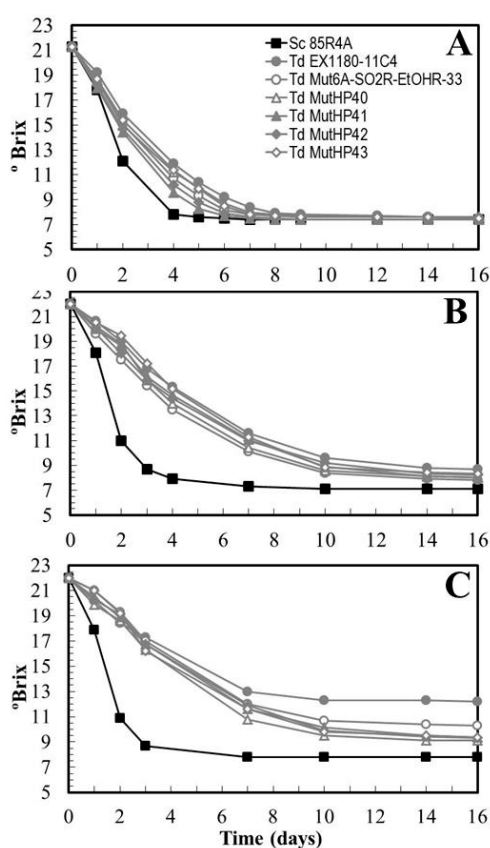 A
Sc 85R4A
Td EX1180-11C4
Td Mut6A-SO2R-EtOHR-33
Td MutHP40
Td MutHP41
Td MutHP42
Td MutHP43
º Brix
23
21
19
17
15
13
11
9
7
5
0 2 4 6 8 10 12 14 16
B
ºBrix
23
21
19
17
15
13
11
9
7
5
0 2 4 6 8 10 12 14 16
C
ºBrix
23
21
19
17
15
13
11
9
7
5
0 2 4 6 8 10 12 14 16
Time (days)